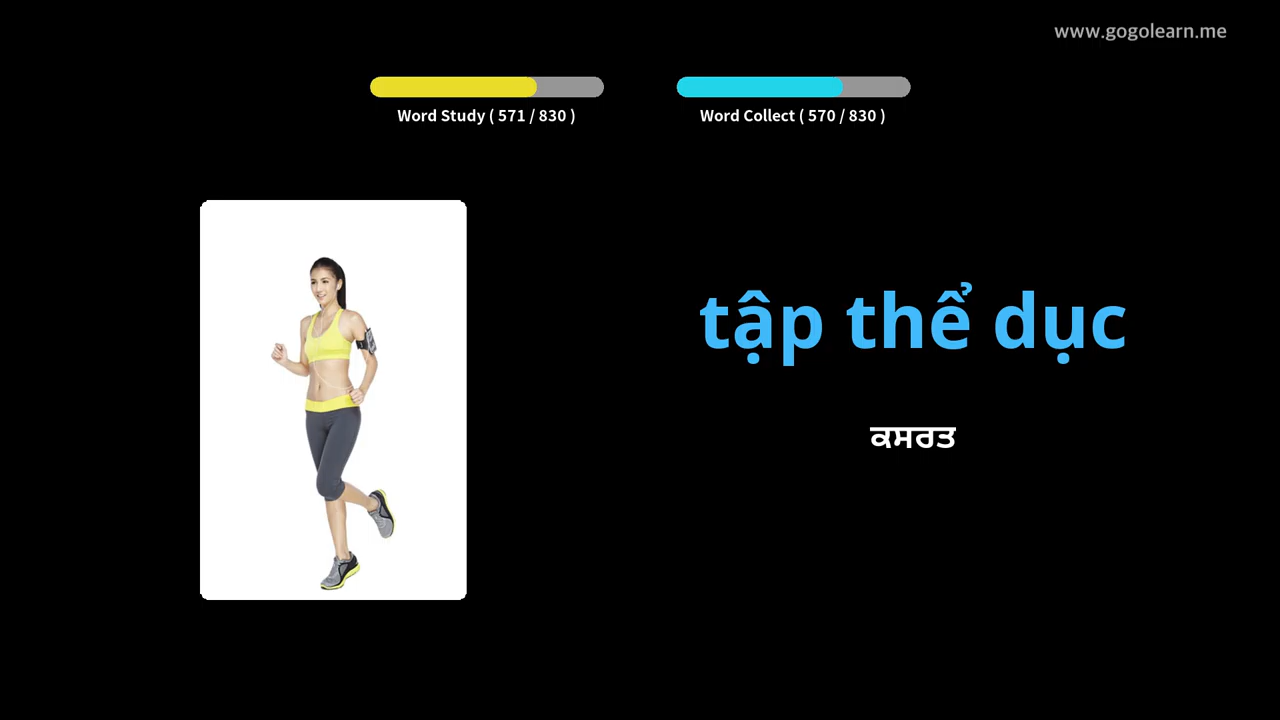 www.gogolearn.me
Word Study ( 571 / 830 )
Word Collect ( 570 / 830 )
tập thể dục
ਕਸਰਤ